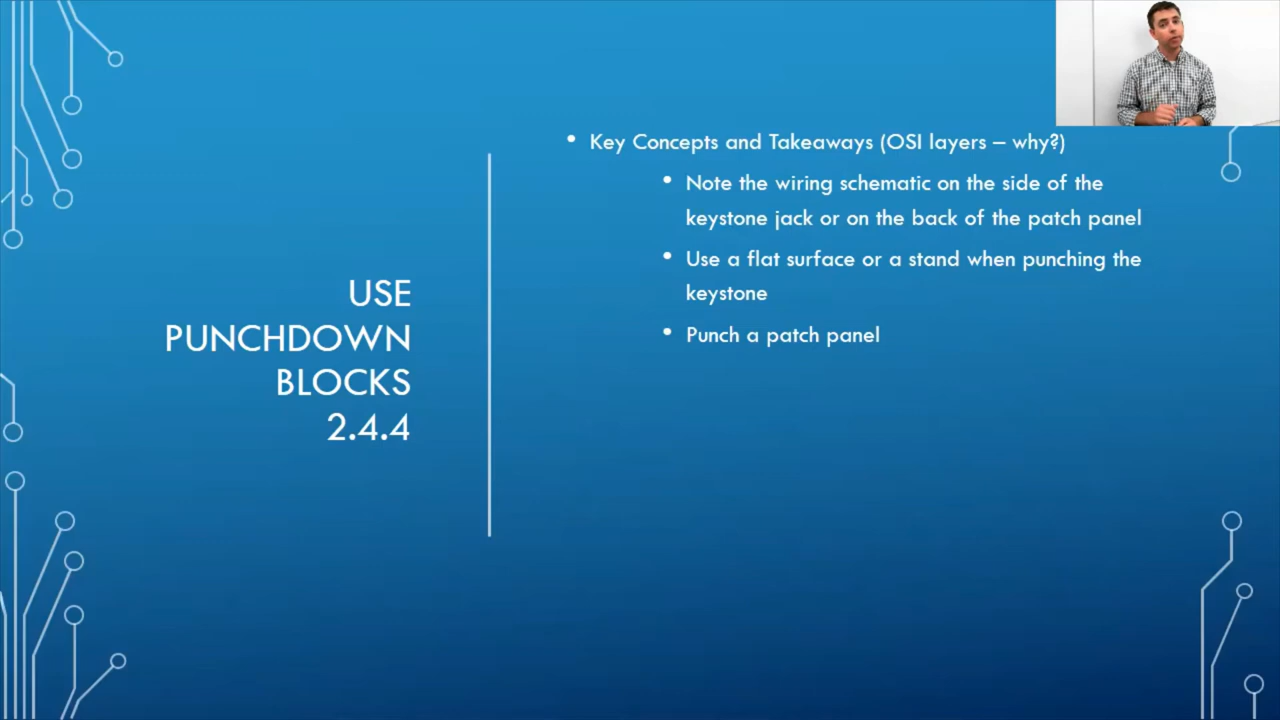 USE
PUNCHDOWN
BLOCKS
2.4.4
• Key Concepts and Takeaways (OSI layers – why?)
• Note the wiring schematic on the side of the
keystone jack or on the back of the patch panel
• Use a flat surface or a stand when punching the
keystone
• Punch a patch panel